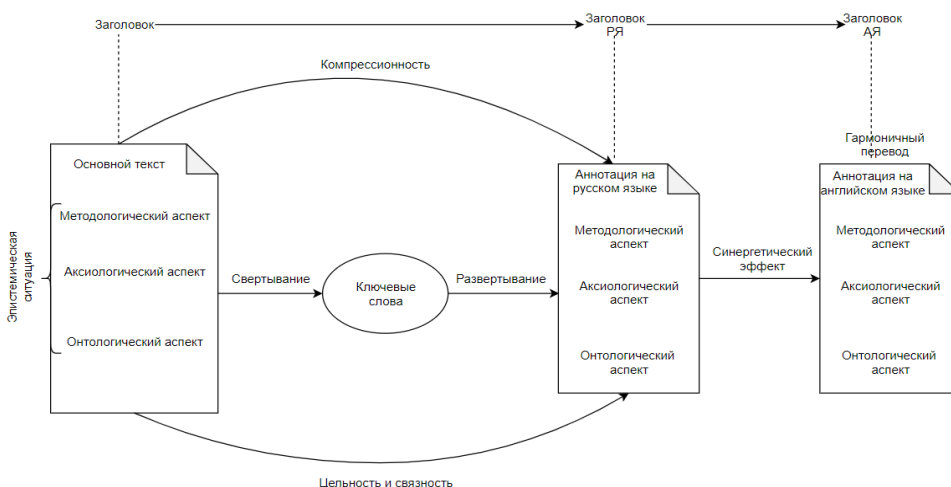 Заголовок
Заголовок
РЯ
Заголовок
АЯ
Компрессионность
Основной текст
Методологический аспект
Аксиологический аспект
Онтологический аспект
Эпистемическая
ситуация
Свертывание
Ключевые
слова
Развертывание
Аннотация на
русском языке
Методологический
аспект
Аксиологический
аспект
Онтологический
аспект
Синергетический
эффект
Гармоничный
перевод
Аннотация на
английском языке
Методологический
аспект
Аксиологический
аспект
Онтологический
аспект
Цельность и связность